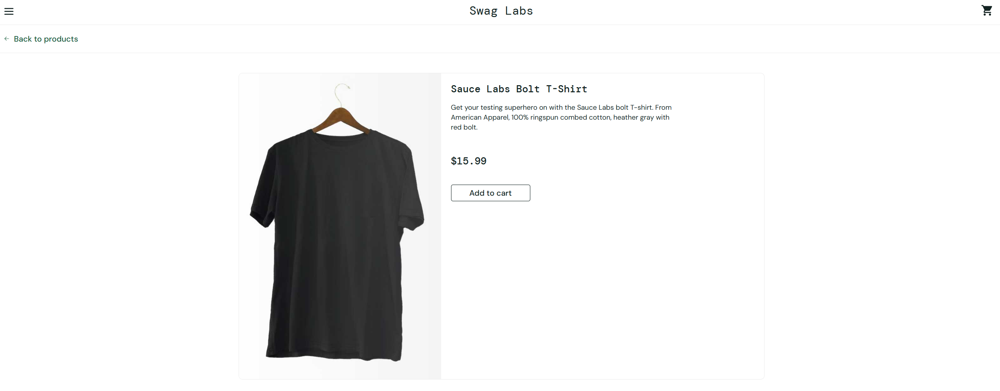 Swag Labs
Back to products
Sauce Labs Bolt T-Shirt
Get your testing superhero on with the Sauce Labs bolt T-shirt. From
American Apparel, 100% ringspun combed cotton, heather gray with
red bolt.
$15.99
Add to cart